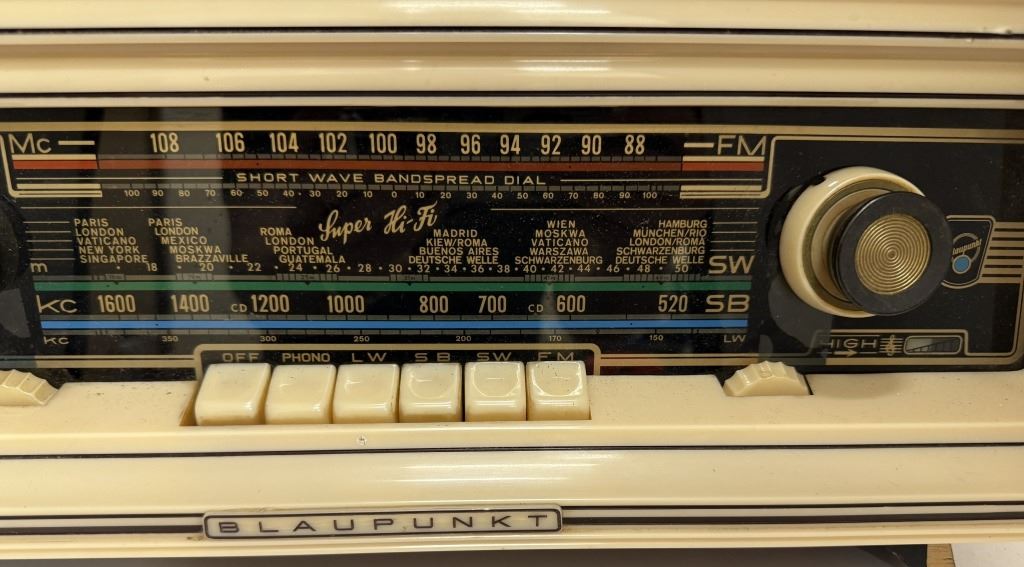 Mc 108 106 104 102 100 98 96 94 92 90 88 FM
SHORT WAVE BANDSPREAD DIAL
100 90 80 70 60 50 40 30 20 10 0 10 20 30 40 50 60 70 80 90 100
Super Hi-Fi
PARIS
LONDON
VATICANO
NEW YORK
SINGAPORE
PARIS
LONDON
MEXICO
MOSKWA
BRAZZAVILLE
ROMA
LONDON
PORTUGAL
GUATEMALA
MADRID
KIEW/ROMA
BUENOS AIRES
DEUTSCHE WELLE
WIEN
MOSKWA
VATICANO
WARSZAWA
SCHWARZENBURG
HAMBURG
MÜNCHEN/RIO
LONDON/ROMA
SCHWARZENBURG
DEUTSCHE WELLE
m 18 20 22 24 26 28 30 32 34 36 38 40 42 44 46 48 50 SW
kc 1600 1400 CD 1200 1000 800 700 CD 600 520 SB
kc 350 300 250 200 170 150 LW
Blaupunkt
HIGH
OFF PHONO LW SB SW FM
BLAUPUNKT